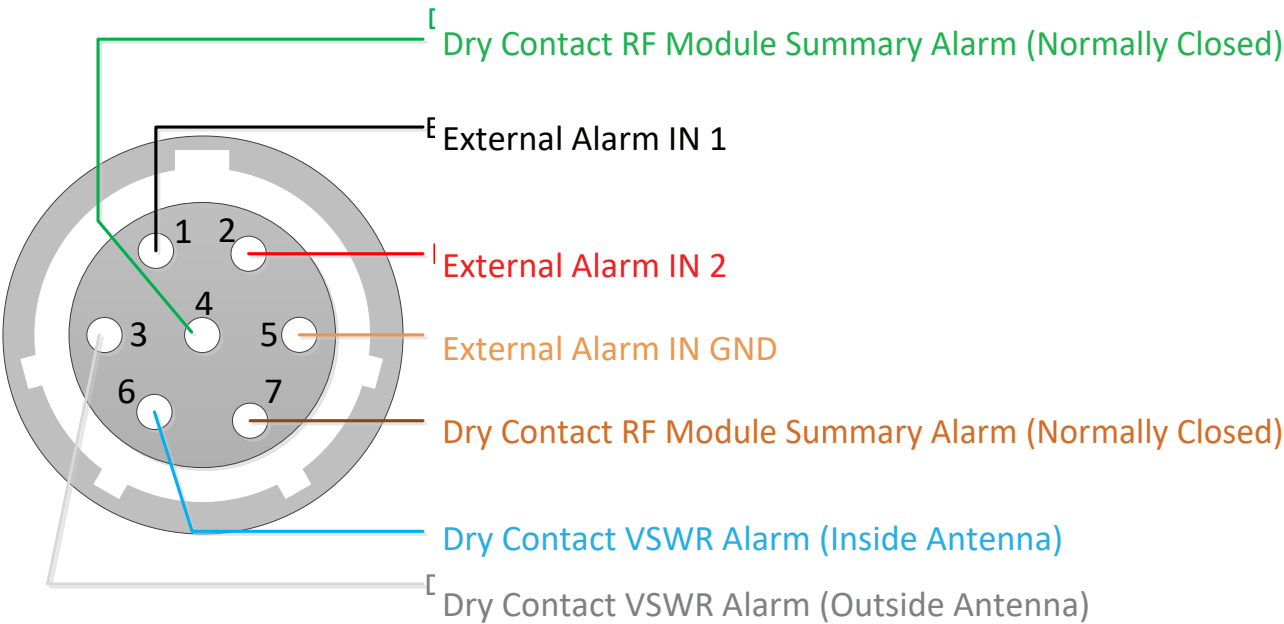 Dry Contact RF Module Summary Alarm (Normally Closed)
External Alarm IN 1
1
2
External Alarm IN 2
4
3
5
External Alarm IN GND
6
7
Dry Contact RF Module Summary Alarm (Normally Closed)
Dry Contact VSWR Alarm (Inside Antenna)
Dry Contact VSWR Alarm (Outside Antenna)